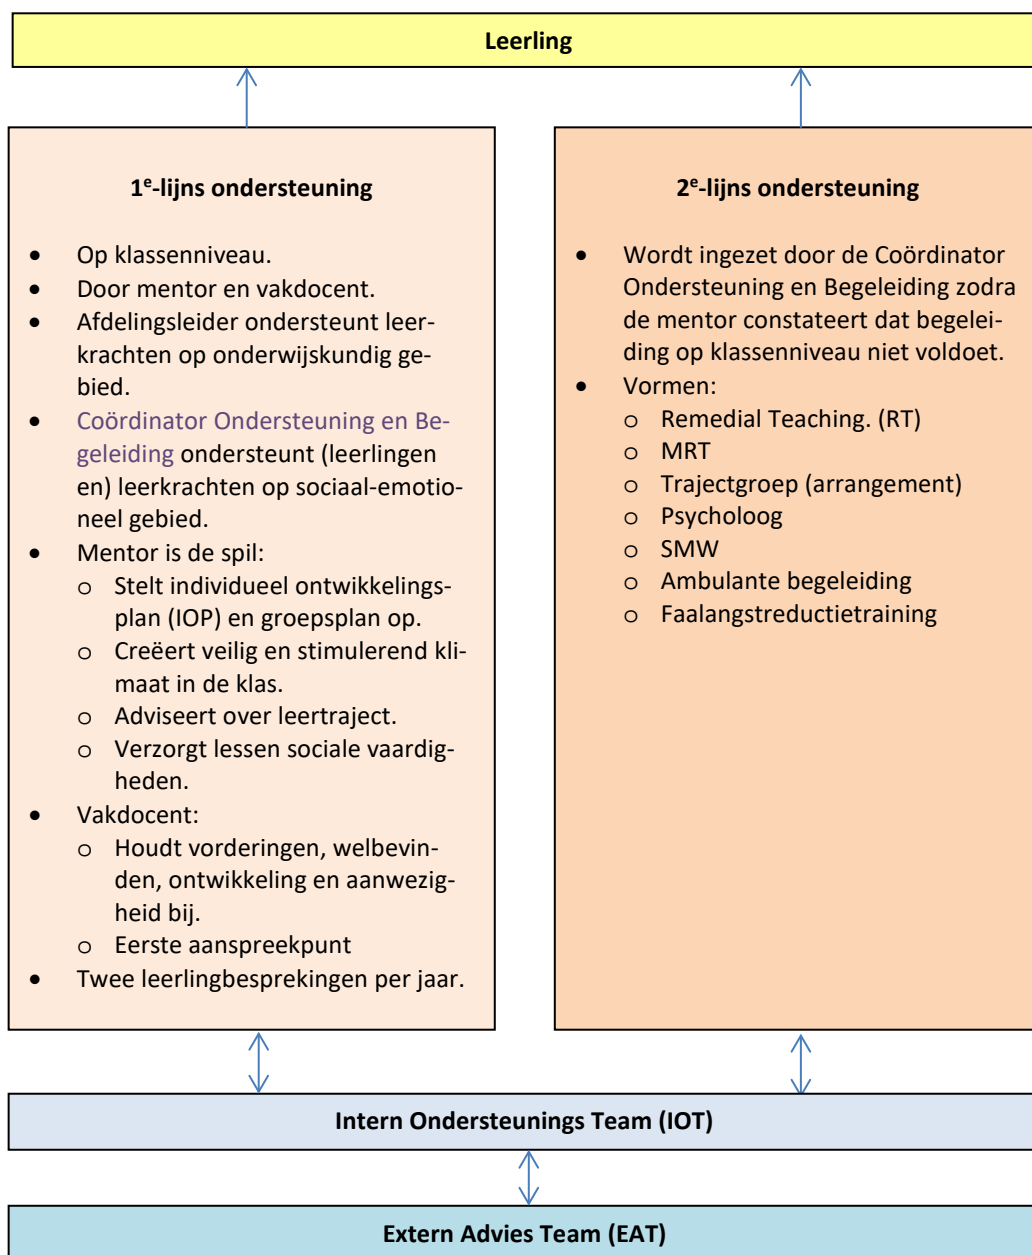 Leerling
1e-lijns ondersteuning
• Op klassenniveau.
• Door mentor en vakdocent.
• Afdelingsleider ondersteunt leer-
krachten op onderwijskundig ge-
bied.
• Coördinator Ondersteuning en Be-
geleiding ondersteunt (leerlingen
en) leerkrachten op sociaal-emotio-
neel gebied.
• Mentor is de spil:
o Stelt individueel ontwikkelings-
plan (IOP) en groepsplan op.
o Creëert veilig en stimulerend kli-
maat in de klas.
o Adviseert over leertraject.
o Verzorgt lessen sociale vaardig-
heden.
• Vakdocent:
o Houdt vorderingen, welbevin-
den, ontwikkeling en aanwezig-
heid bij.
o Eerste aanspreekpunt
• Twee leerlingbesprekingen per jaar.
2e-lijns ondersteuning
• Wordt ingezet door de Coördinator
Ondersteuning en Begeleiding zodra
de mentor constateert dat begelei-
ding op klassenniveau niet voldoet.
• Vormen:
o Remedial Teaching. (RT)
o MRT
o Trajectgroep (arrangement)
o Psycholoog
o SMW
o Ambulante begeleiding
o Faalangstreductietraining
Intern Ondersteunings Team (IOT)
Extern Advies Team (EAT)